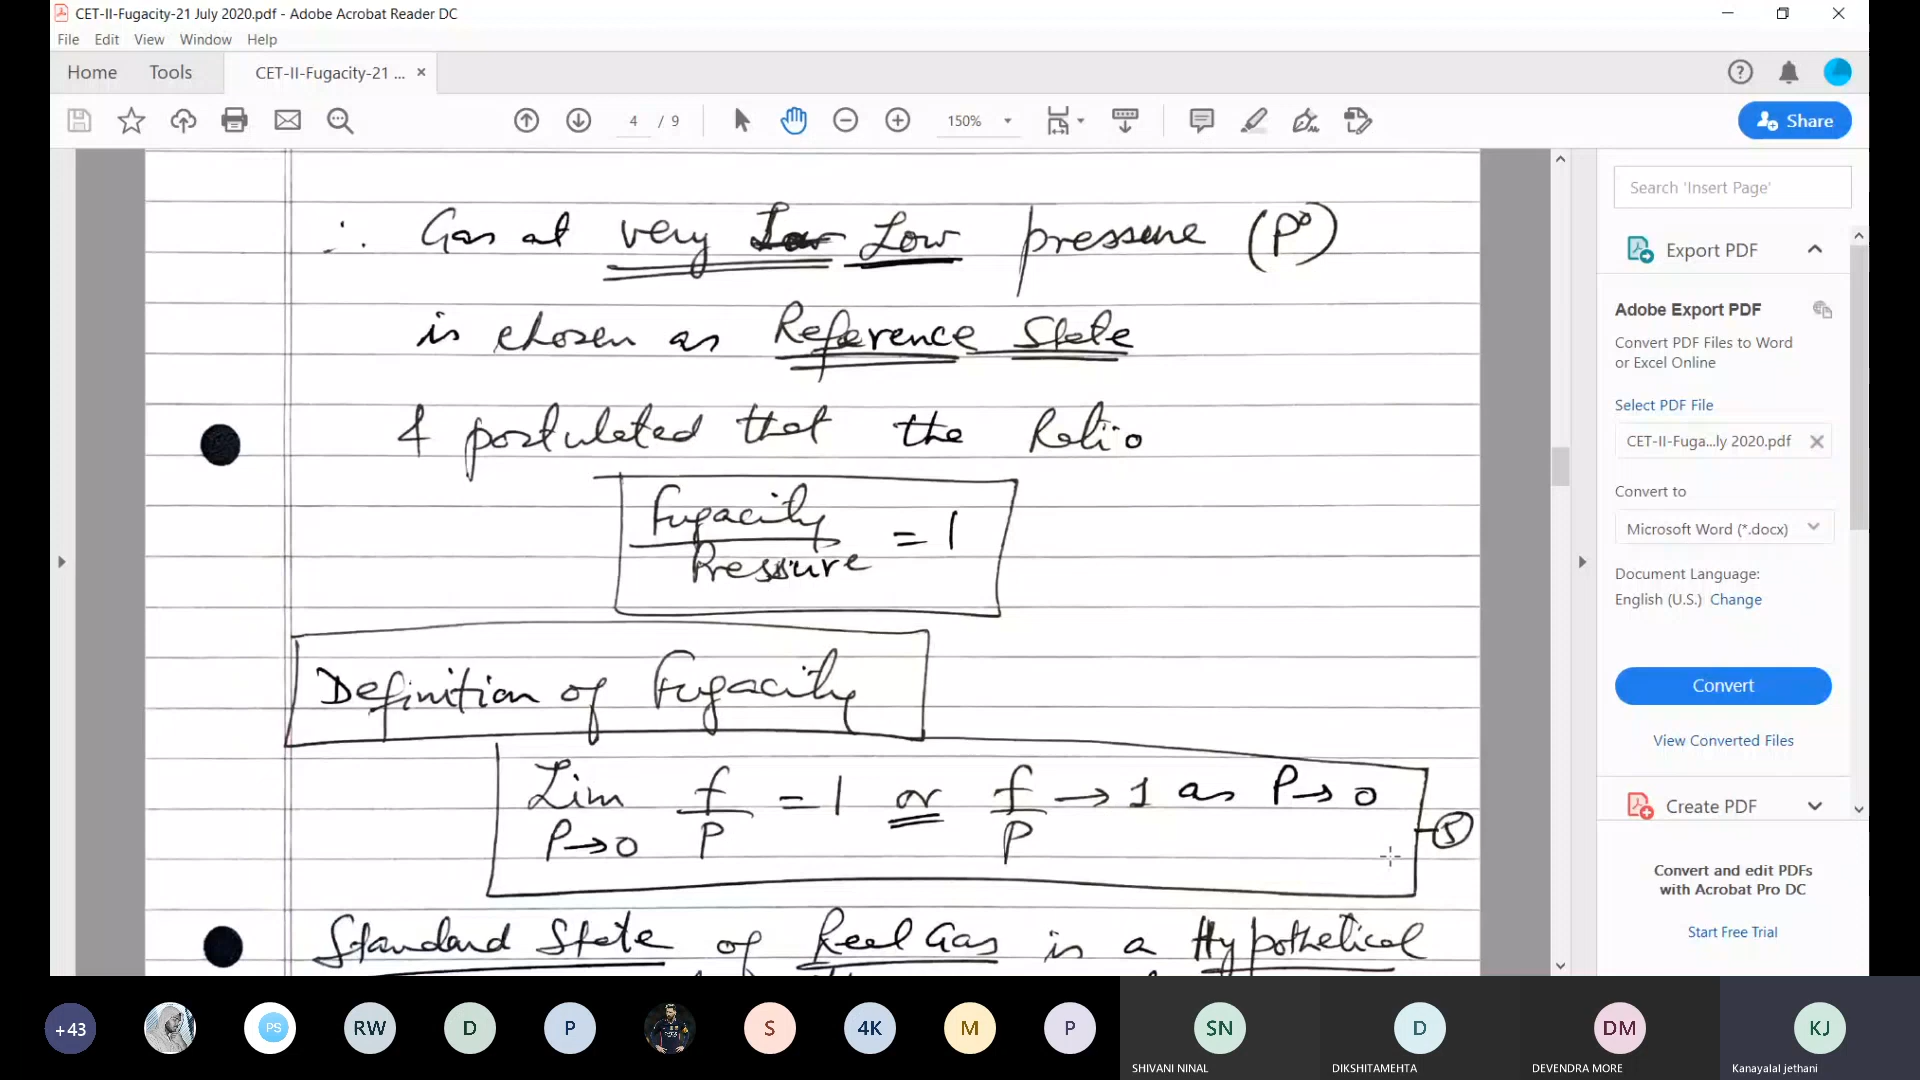 CET-II-Fugacity-21 July 2020.pdf - Adobe Acrobat Reader DC
File Edit View Window Help
Home Tools CET-II-Fugacity-21 ... ×
4 / 9 150% Share
∴ Gas at very Low pressure (P°)
is chosen as Reference State
& postulated that the Ratio
Fugacity
Pressure = 1
Definition of Fugacity
Lim f/P = 1 or f/P → 1 as P → 0
P→0
⑤
Standard State of Real Gas is a Hypothetical
Search 'Insert Page'
Export PDF
Adobe Export PDF
Convert PDF Files to Word
or Excel Online
Select PDF File
CET-II-Fuga...ly 2020.pdf
Convert to
Microsoft Word (*.docx)
Document Language:
English (U.S.) Change
Convert
View Converted Files
Create PDF
Convert and edit PDFs
with Acrobat Pro DC
Start Free Trial
+43 PS RW D P S 4K M P SN D DM KJ
SHIVANI NINAL DIKSHITAMEHTA DEVENDRA MORE Kanayalal jethani